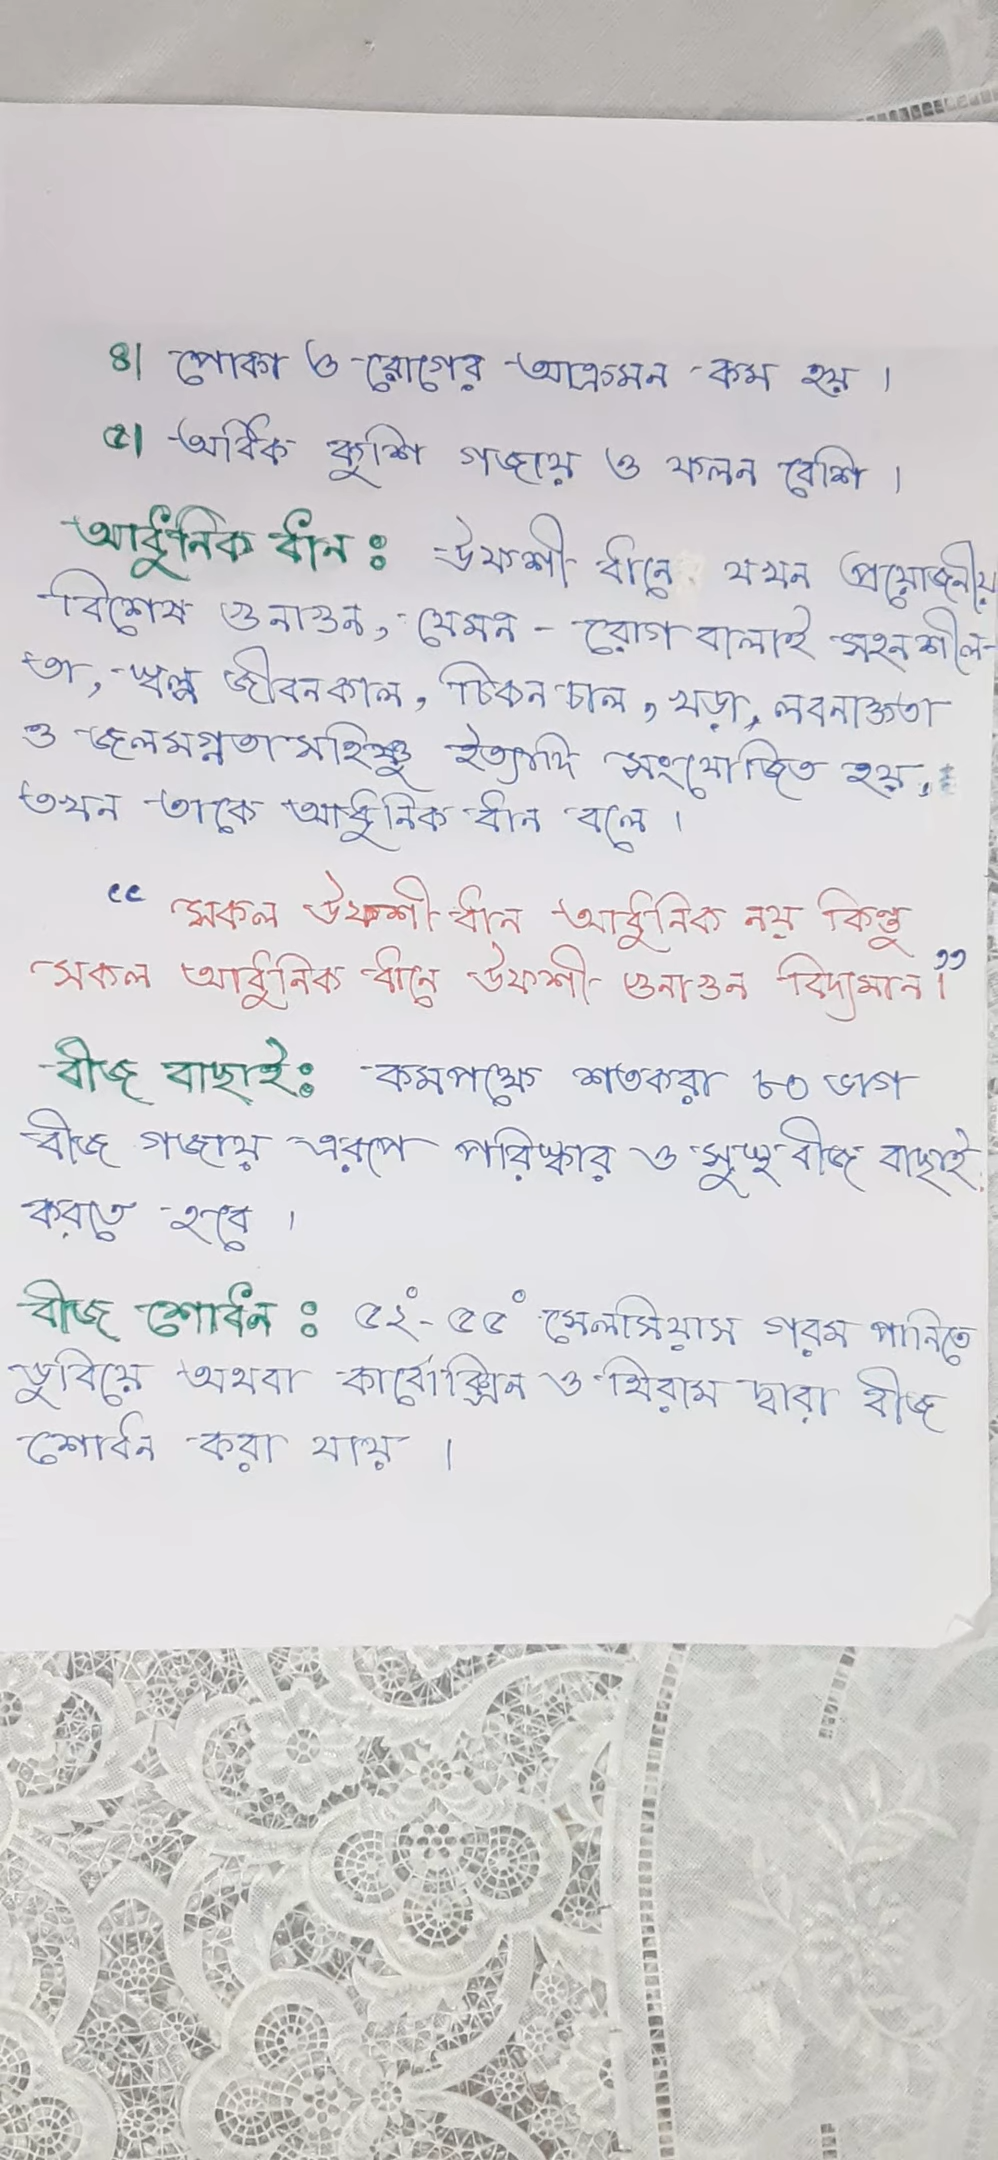 ৪। পোকা ও রোগের আক্রমন কম হয়।
৫। অধিক কুশি গজায় ও ফলন বেশি।
আধুনিক ধান ঃ উফশী ধানে যখন প্রয়োজনীয়
বিশেষ গুনাগুন, যেমন - রোগ বালাই সহনশীল-
তা, স্বল্প জীবনকাল, চিকন চাল, খড়া, লবনাক্ততা
ও জলমগ্নতা সহিষ্ণু ইত্যাদি সংযোজিত হয়,
তখন তাকে আধুনিক ধান বলে।
“ সকল উফশী ধান আধুনিক নয় কিন্তু
সকল আধুনিক ধানে উফশী গুনাগুন বিদ্যমান।”
বীজ বাছাই ঃ কমপক্ষে শতকরা ৮০ ভাগ
বীজ গজায় এরূপে পরিস্কার ও সুস্থ বীজ বাছাই
করতে হবে।
বীজ শোধন ঃ ৫২°- ৫৫° সেলসিয়াস গরম পানিতে
ডুবিয়ে অথবা কার্বোক্সিন ও থিরাম দ্বারা বীজ
শোধন করা যায়।